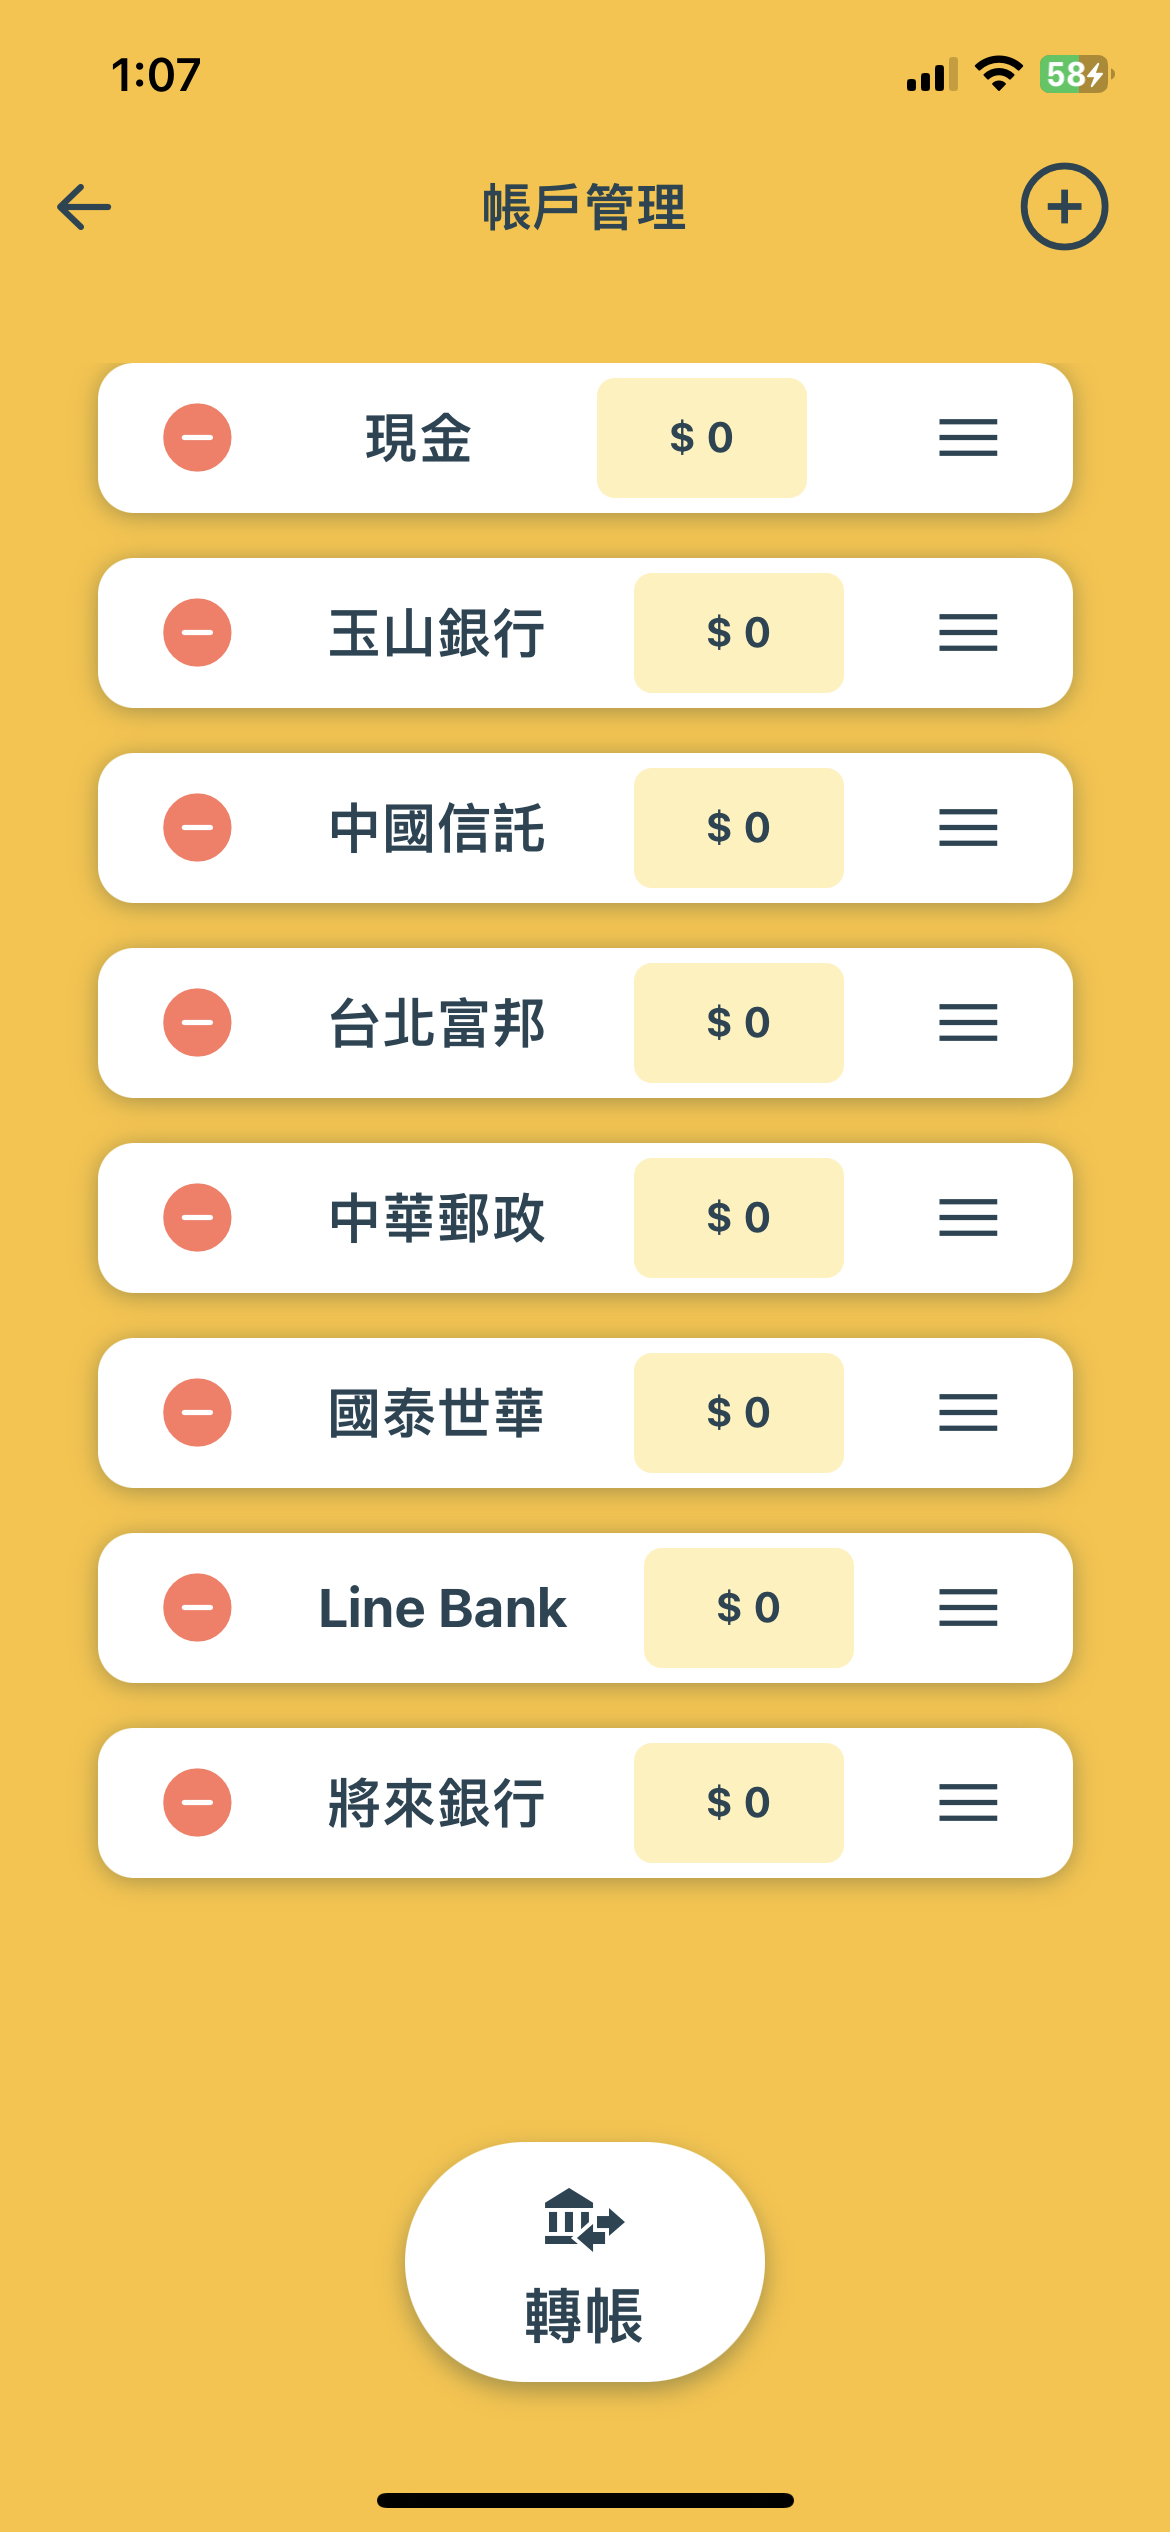 1:07
58
帳戶管理
現金 $ 0
玉山銀行 $ 0
中國信託 $ 0
台北富邦 $ 0
中華郵政 $ 0
國泰世華 $ 0
Line Bank $ 0
將來銀行 $ 0
轉帳